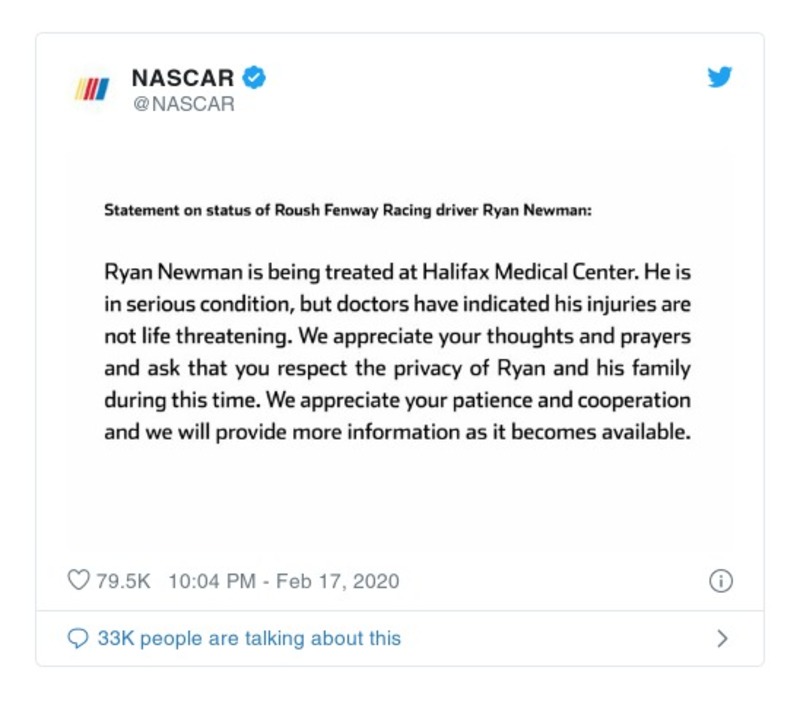 NASCAR
@NASCAR
Statement on status of Roush Fenway Racing driver Ryan Newman:
Ryan Newman is being treated at Halifax Medical Center. He is
in serious condition, but doctors have indicated his injuries are
not life threatening. We appreciate your thoughts and prayers
and ask that you respect the privacy of Ryan and his family
during this time. We appreciate your patience and cooperation
and we will provide more information as it becomes available.
79.5K 10:04 PM - Feb 17, 2020
33K people are talking about this